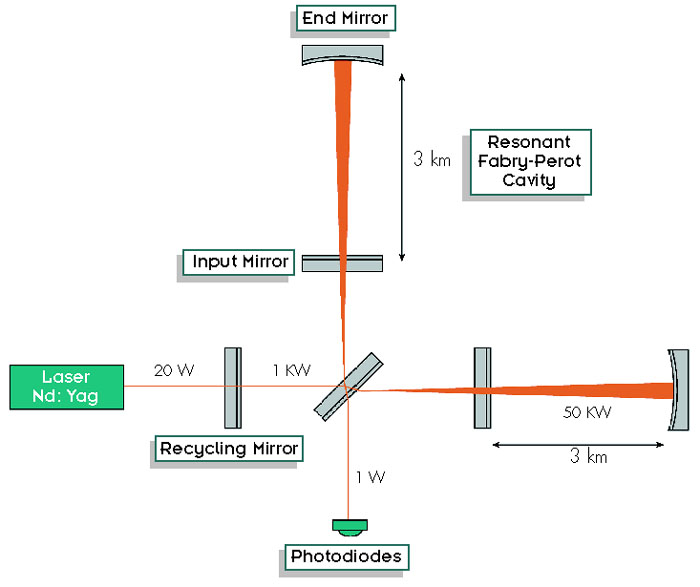 End Mirror
3 km
Resonant
Fabry-Perot
Cavity
Input Mirror
Laser
Nd: Yag
20 W
1 KW
50 KW
3 km
Recycling Mirror
1 W
Photodiodes